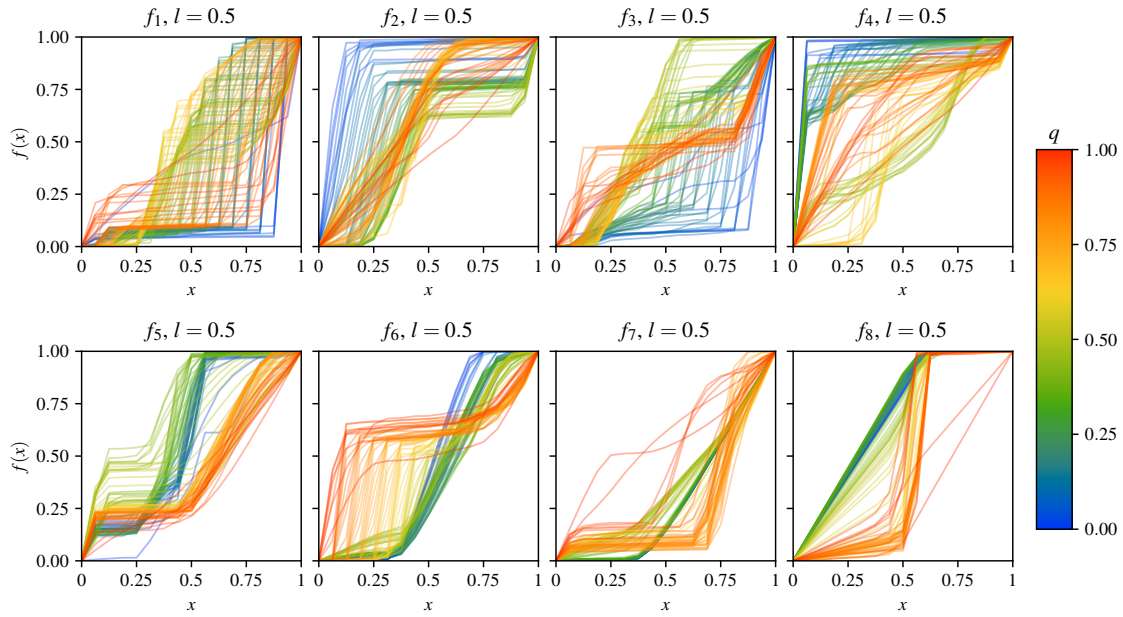 f₁, l = 0.5
f₂, l = 0.5
f₃, l = 0.5
f₄, l = 0.5
1.00
0.75
0.50
0.25
0.00
f(x)
0 0.25 0.5 0.75 1
0 0.25 0.5 0.75 1
0 0.25 0.5 0.75 1
0 0.25 0.5 0.75 1
x
x
x
x
f₅, l = 0.5
f₆, l = 0.5
f₇, l = 0.5
f₈, l = 0.5
1.00
0.75
0.50
0.25
0.00
f(x)
0 0.25 0.5 0.75 1
0 0.25 0.5 0.75 1
0 0.25 0.5 0.75 1
0 0.25 0.5 0.75 1
x
x
x
x
q
1.00
0.75
0.50
0.25
0.00